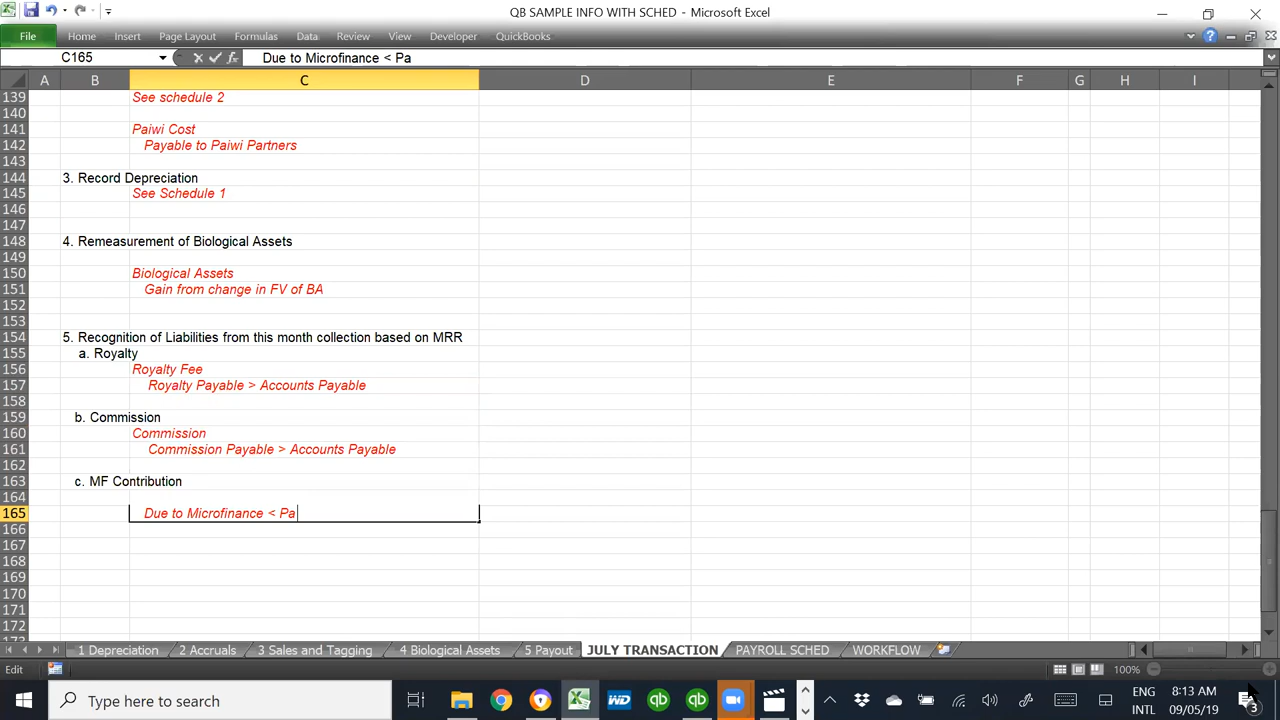 QB SAMPLE INFO WITH SCHED - Microsoft Excel
File Home Insert Page Layout Formulas Data Review View Developer QuickBooks
C165 fx Due to Microfinance < Pa
A B C D E F G H I
139 See schedule 2
140
141 Paiwi Cost
142 Payable to Paiwi Partners
143
144 3. Record Depreciation
145 See Schedule 1
146
147
148 4. Remeasurement of Biological Assets
149
150 Biological Assets
151 Gain from change in FV of BA
152
153
154 5. Recognition of Liabilities from this month collection based on MRR
155 a. Royalty
156 Royalty Fee
157 Royalty Payable > Accounts Payable
158
159 b. Commission
160 Commission
161 Commission Payable > Accounts Payable
162
163 c. MF Contribution
164
165 Due to Microfinance < Pa
166
167
168
169
170
171
172
173
1 Depreciation 2 Accruals 3 Sales and Tagging 4 Biological Assets 5 Payout JULY TRANSACTION PAYROLL SCHED WORKFLOW
Edit 100%
Type here to search
WD qb qb
ENG 8:13 AM
INTL 09/05/19
3